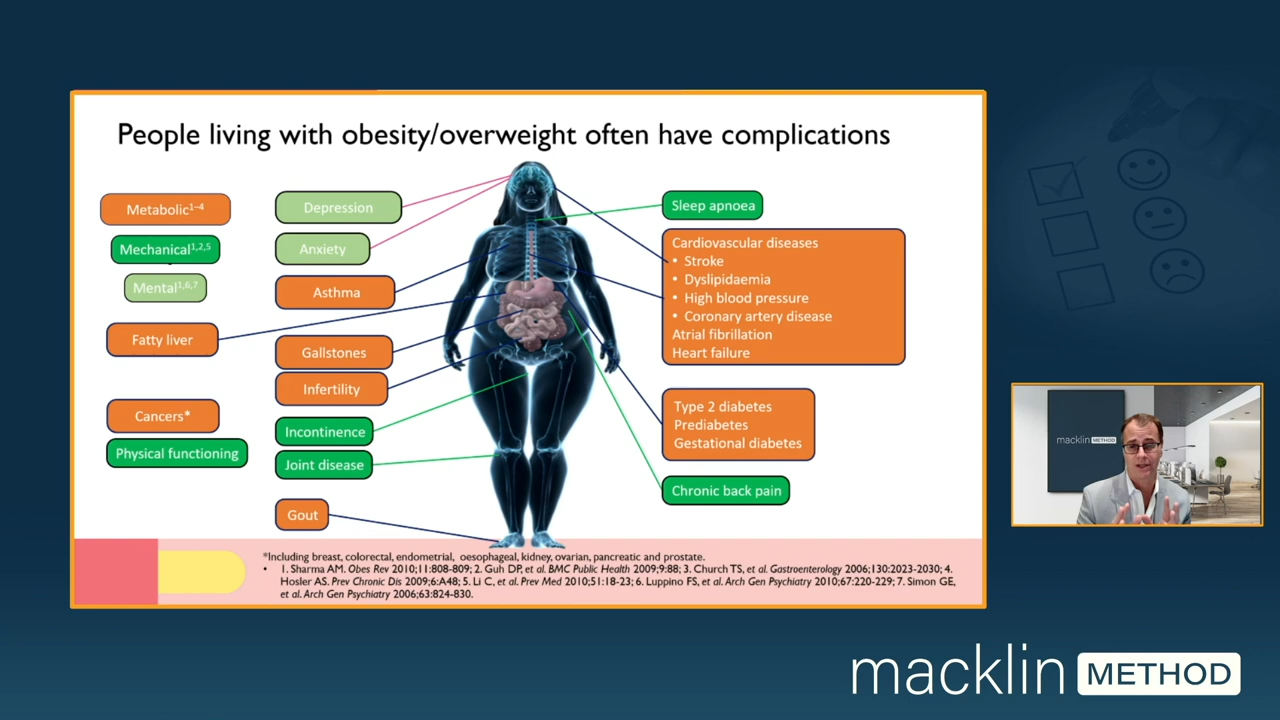 People living with obesity/overweight often have complications
Metabolic¹⁻⁴
Mechanical¹,²,⁵
Mental¹,⁶,⁷
Fatty liver
Cancers*
Physical functioning
Depression
Anxiety
Asthma
Gallstones
Infertility
Incontinence
Joint disease
Gout
Sleep apnoea
Cardiovascular diseases
• Stroke
• Dyslipidaemia
• High blood pressure
• Coronary artery disease
Atrial fibrillation
Heart failure
Type 2 diabetes
Prediabetes
Gestational diabetes
Chronic back pain
*Including breast, colorectal, endometrial, oesophageal, kidney, ovarian, pancreatic and prostate.
• 1. Sharma AM. Obes Rev 2010;11:808-809; 2. Guh DP, et al. BMC Public Health 2009;9:88; 3. Church TS, et al. Gastroenterology 2006;130:2023-2030; 4.
Hosler AS. Prev Chronic Dis 2009;6:A48; 5. Li C, et al. Prev Med 2010;51:18-23; 6. Luppino FS, et al. Arch Gen Psychiatry 2010;67:220-229; 7. Simon GE,
et al. Arch Gen Psychiatry 2006;63:824-830.
macklin METHOD
macklin METHOD